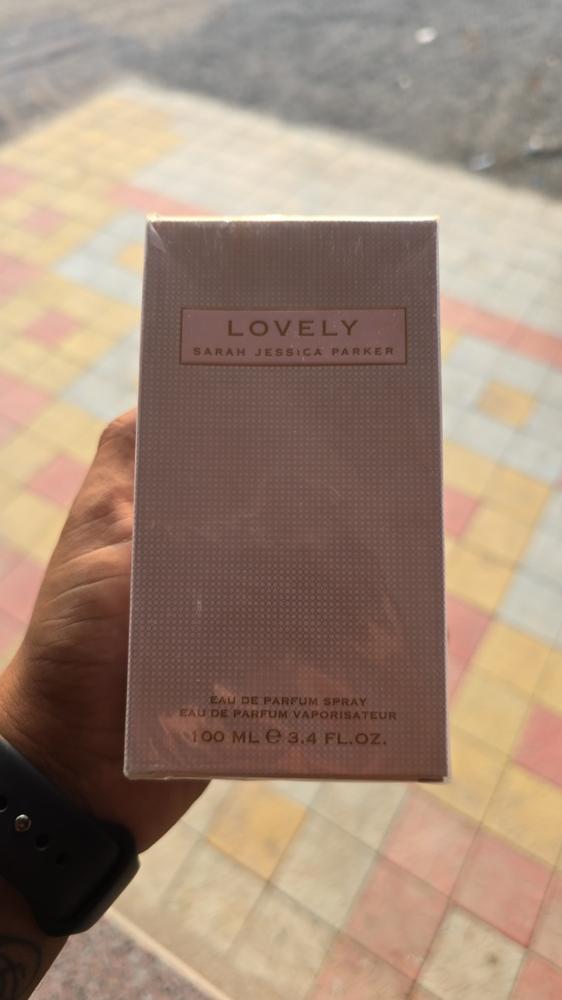 LOVELY
SARAH JESSICA PARKER
EAU DE PARFUM SPRAY
EAU DE PARFUM VAPORISATEUR
100 ML ℮ 3.4 FL.OZ.